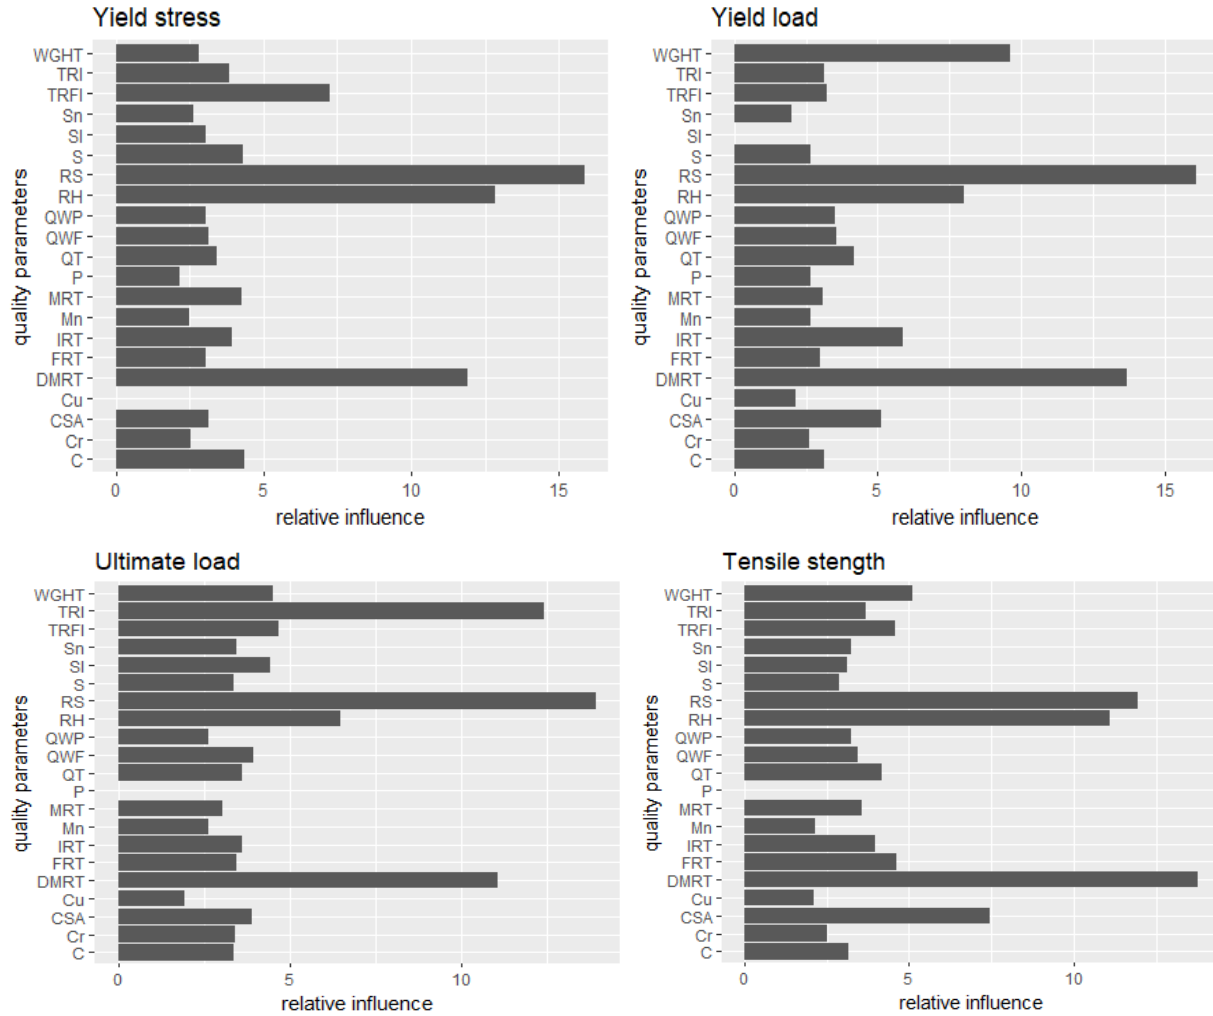 Yield stress
quality parameters
WGHT
TRI
TRFI
Sn
SI
S
RS
RH
QWP
QWF
QT
P
MRT
Mn
IRT
FRT
DMRT
Cu
CSA
Cr
C
0 5 10 15
relative influence
Yield load
quality parameters
WGHT
TRI
TRFI
Sn
SI
S
RS
RH
QWP
QWF
QT
P
MRT
Mn
IRT
FRT
DMRT
Cu
CSA
Cr
C
0 5 10 15
relative influence
Ultimate load
quality parameters
WGHT
TRI
TRFI
Sn
SI
S
RS
RH
QWP
QWF
QT
P
MRT
Mn
IRT
FRT
DMRT
Cu
CSA
Cr
C
0 5 10
relative influence
Tensile stength
quality parameters
WGHT
TRI
TRFI
Sn
SI
S
RS
RH
QWP
QWF
QT
P
MRT
Mn
IRT
FRT
DMRT
Cu
CSA
Cr
C
0 5 10
relative influence